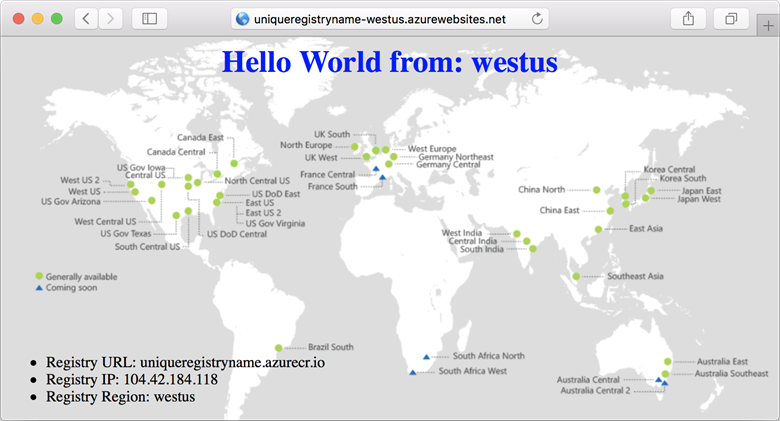 uniqueregistryname-westus.azurewebsites.net
Hello World from: westus
Canada East
Canada Central
US Gov Iowa
Central US
West US 2
West US
US Gov Arizona
West Central US
US Gov Texas
South Central US
North Central US
US DoD East
East US
East US 2
US Gov Virginia
US DoD Central
UK South
North Europe
UK West
France Central
France South
West Europe
Germany Northeast
Germany Central
Korea Central
Korea South
China North
Japan East
Japan West
China East
East Asia
West India
Central India
South India
Southeast Asia
Generally available
Coming soon
Brazil South
South Africa North
South Africa West
Australia East
Australia Southeast
Australia Central
Australia Central 2
Registry URL: uniqueregistryname.azurecr.io
Registry IP: 104.42.184.118
Registry Region: westus